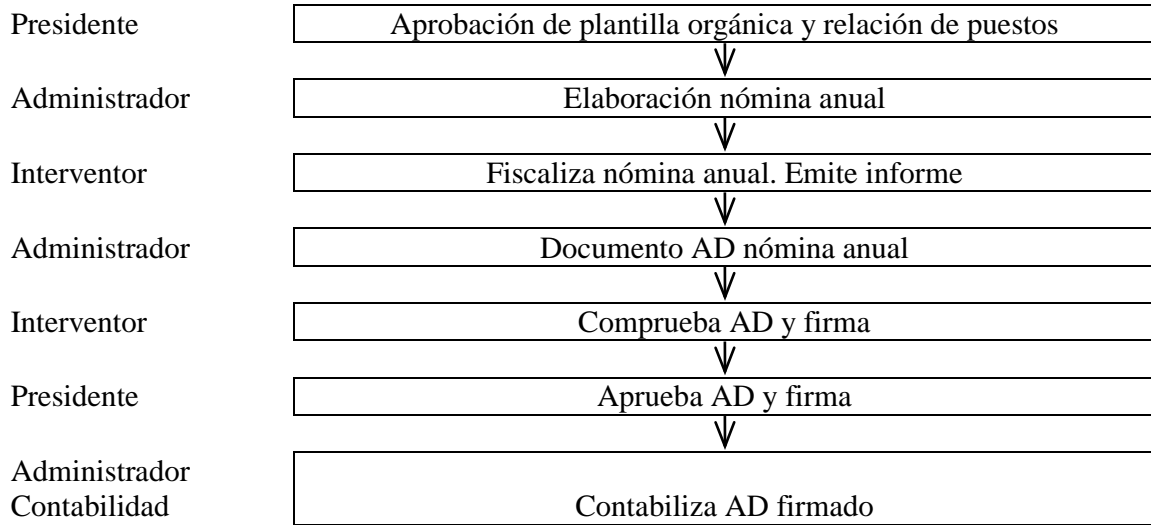 Presidente Aprobación de plantilla orgánica y relación de puestos
Administrador Elaboración nómina anual
Interventor Fiscaliza nómina anual. Emite informe
Administrador Documento AD nómina anual
Interventor Comprueba AD y firma
Presidente Aprueba AD y firma
Administrador
Contabilidad Contabiliza AD firmado